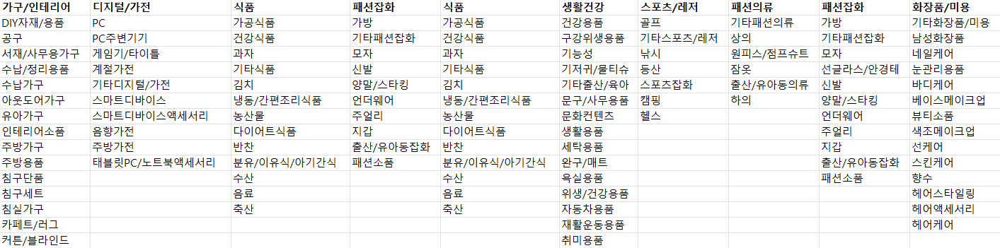 가구/인테리어 디지털/가전 식품 패션잡화 식품 생활건강 스포츠/레저 패션의류 패션잡화 화장품/미용
DIY자재/용품 PC 가공식품 가방 가공식품 건강용품 골프 기타패션의류 가방 기타화장품/미용
공구 PC주변기기 건강식품 기타패션잡화 건강식품 구강위생용품 기타스포츠/레저 상의 기타패션잡화 남성화장품
서재/사무용가구 게임기/타이틀 과자 모자 과자 기능성 낚시 원피스/점프슈트 모자 네일케어
수납/정리용품 계절가전 기타식품 신발 기타식품 기저귀/물티슈 등산 잠옷 선글라스/안경테 눈관리용품
수납가구 기타디지털/가전 김치 양말/스타킹 김치 기타출산/육아 스포츠잡화 출산/유아동의류 신발 바디케어
아웃도어가구 스마트디바이스 냉동/간편조리식품 언더웨어 냉동/간편조리식품 문구/사무용품 캠핑 하의 양말/스타킹 베이스메이크업
유아가구 스마트디바이스액세서리 농산물 주얼리 농산물 문화컨텐츠 헬스 언더웨어 뷰티소품
인테리어소품 음향가전 다이어트식품 지갑 다이어트식품 생활용품 주얼리 색조메이크업
주방가구 주방가전 반찬 출산/유아동잡화 반찬 세탁용품 지갑 선케어
주방용품 태블릿PC/노트북액세서리 분유/이유식/아기간식 패션소품 분유/이유식/아기간식 완구/매트 출산/유아동잡화 스킨케어
침구단품 수산 수산 욕실용품 패션소품 향수
침구세트 음료 음료 위생/건강용품 헤어스타일링
침실가구 축산 축산 자동차용품 헤어액세서리
카페트/러그 재활운동용품 헤어케어
커튼/블라인드 취미용품